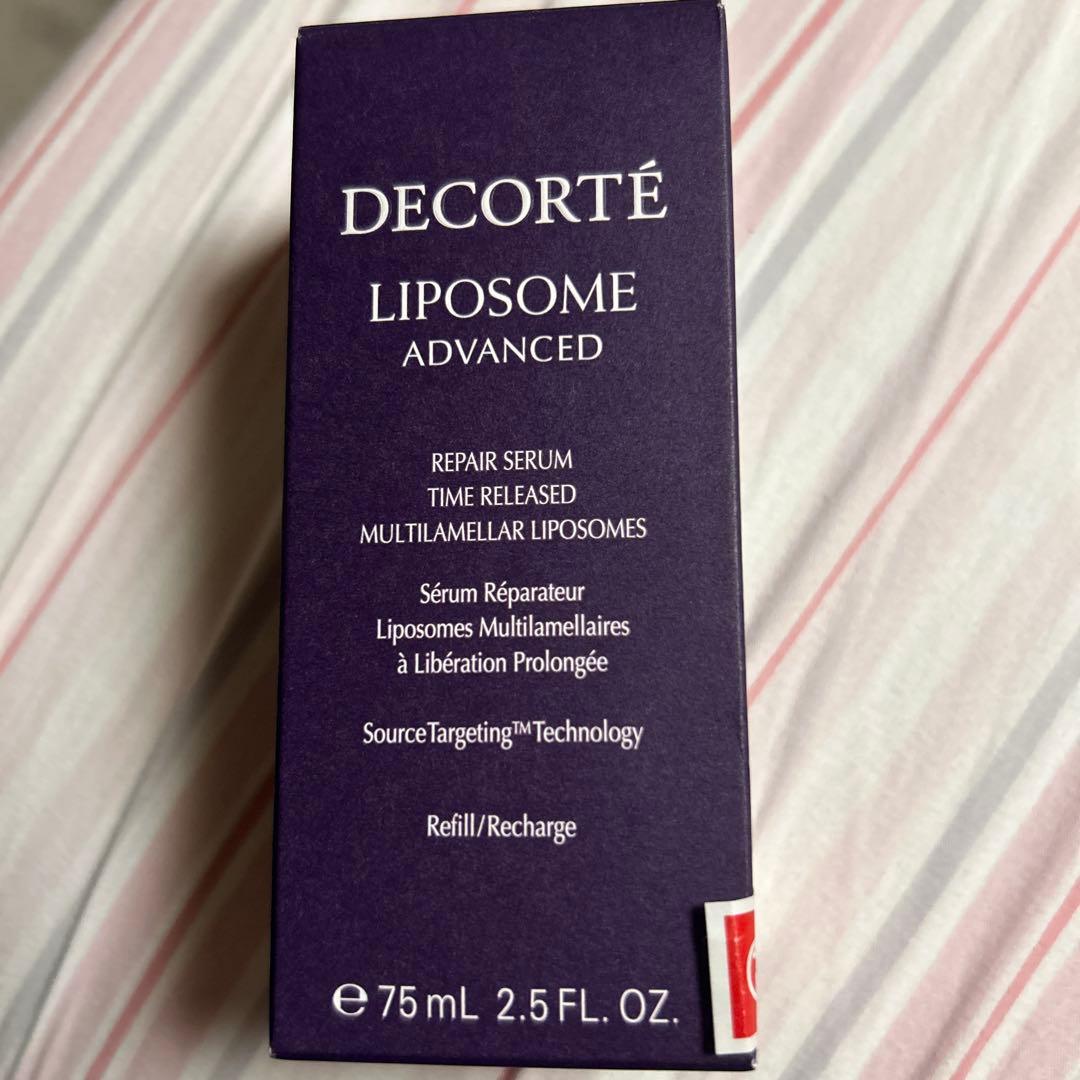 DECORTÉ
LIPOSOME
ADVANCED
REPAIR SERUM
TIME RELEASED
MULTILAMELLAR LIPOSOMES
Sérum Réparateur
Liposomes Multilamellaires
à Libération Prolongée
SourceTargeting™Technology
Refill/Recharge
℮ 75 mL 2.5 FL. OZ.